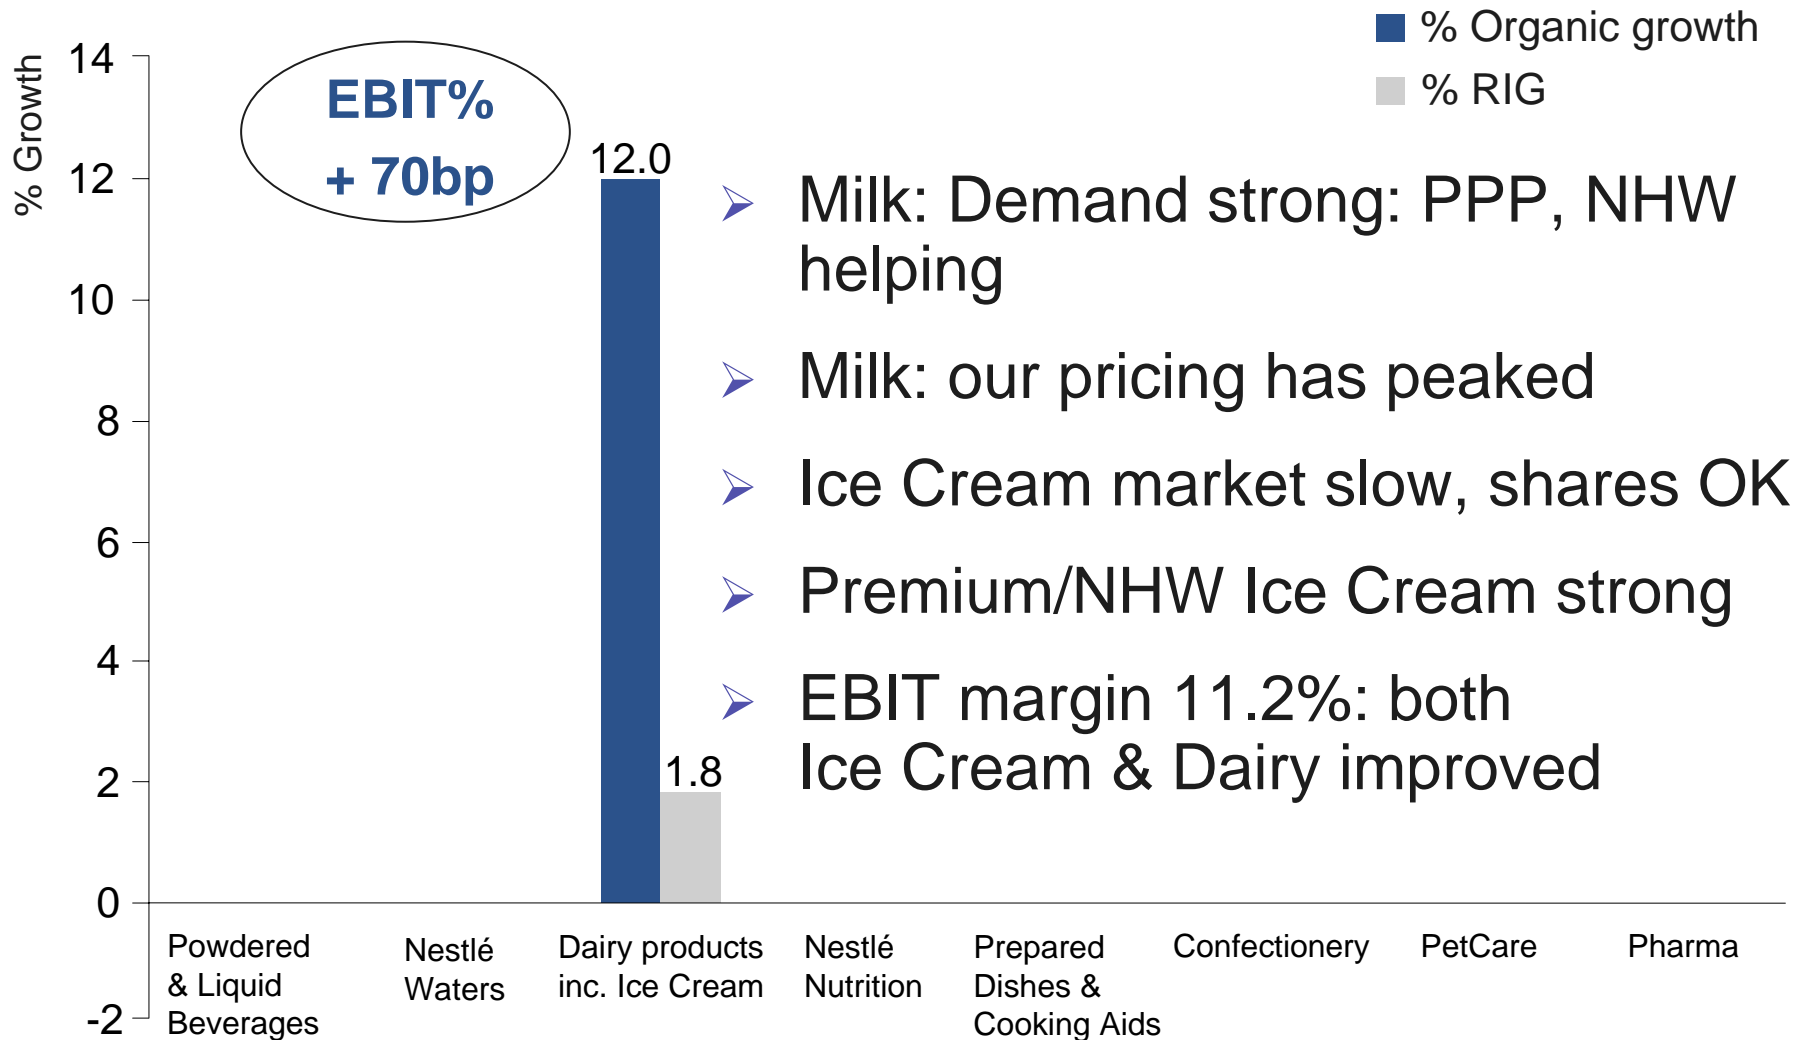 % Organic growth
% RIG
% Growth
14
12
10
8
6
4
2
0
-2
EBIT%
+ 70bp
12.0
1.8
➢ Milk: Demand strong: PPP, NHW
helping
➢ Milk: our pricing has peaked
➢ Ice Cream market slow, shares OK
➢ Premium/NHW Ice Cream strong
➢ EBIT margin 11.2%: both
Ice Cream & Dairy improved
Powdered
& Liquid
Beverages
Nestlé
Waters
Dairy products
inc. Ice Cream
Nestlé
Nutrition
Prepared
Dishes &
Cooking Aids
Confectionery
PetCare
Pharma